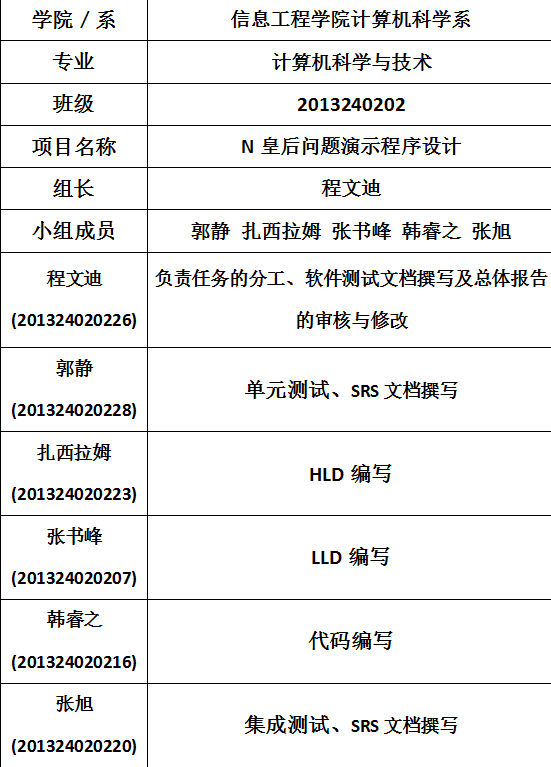 学院/系 信息工程学院计算机科学系
专业 计算机科学与技术
班级 2013240202
项目名称 N 皇后问题演示程序设计
组长 程文迪
小组成员 郭静 扎西拉姆 张书峰 韩睿之 张旭
程文迪
(201324020226)
负责任务的分工、软件测试文档撰写及总体报告
的审核与修改
郭静
(201324020228)
单元测试、SRS 文档撰写
扎西拉姆
(201324020223)
HLD 编写
张书峰
(201324020207)
LLD 编写
韩睿之
(201324020216)
代码编写
张旭
(201324020220)
集成测试、SRS 文档撰写